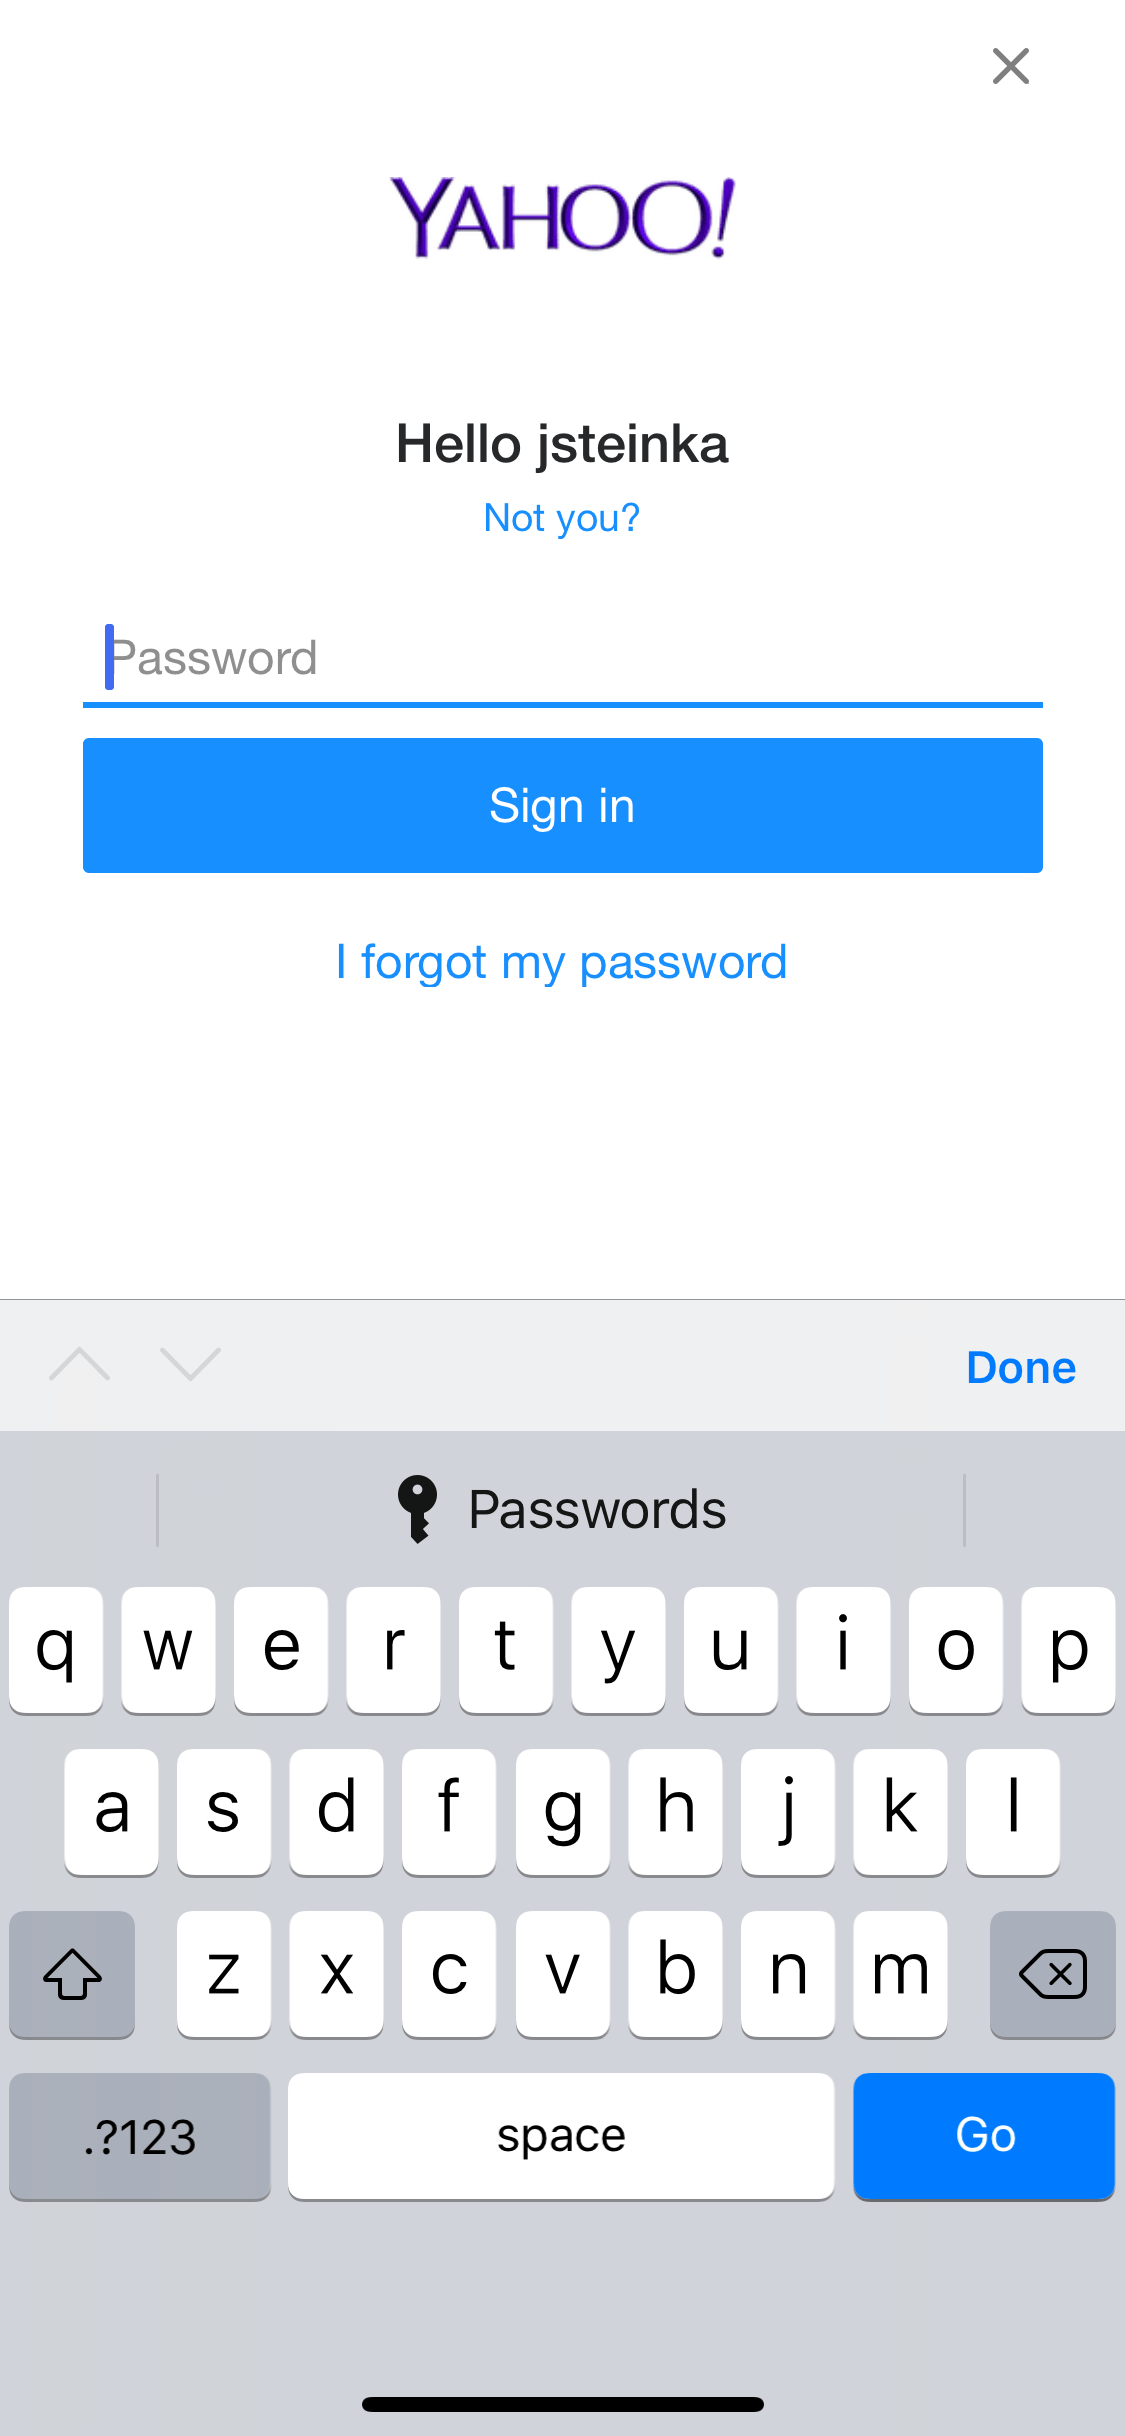 YAHOO!
Hello jsteinka
Not you?
Password
Sign in
I forgot my password
Done
Passwords
q w e r t y u i o p
a s d f g h j k l
z x c v b n m
.?123 space Go